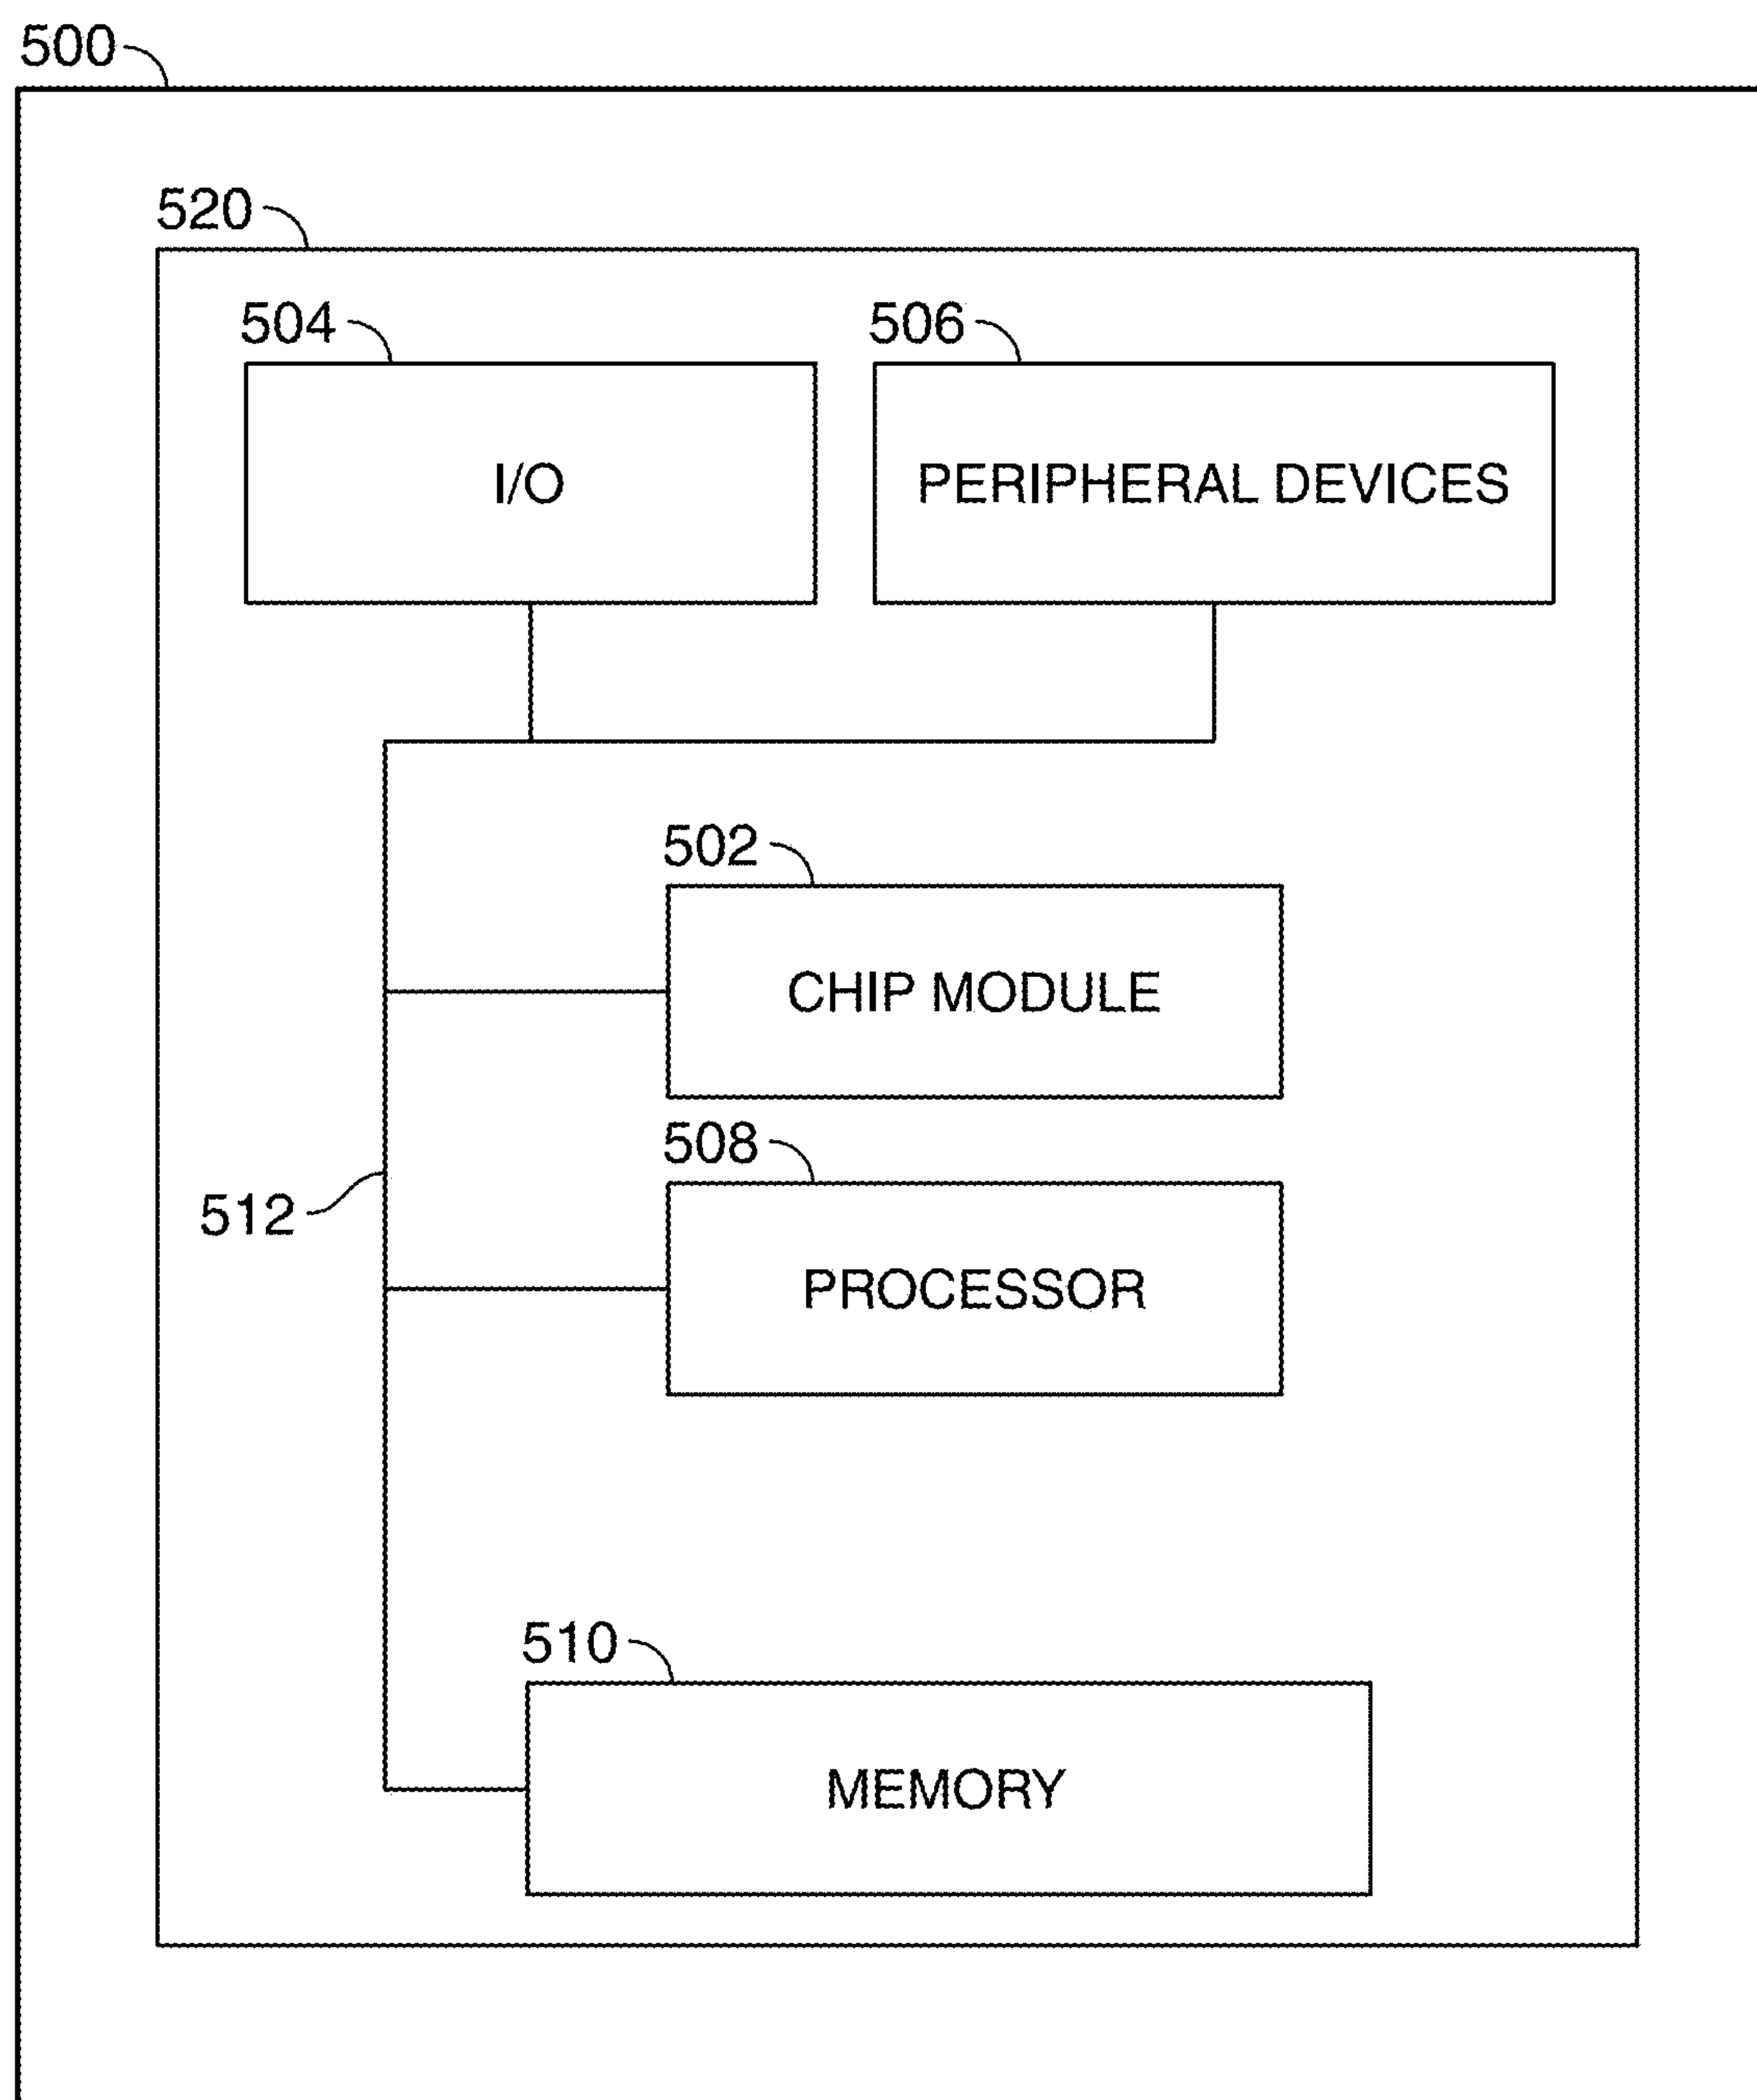 500
520
504
506
I/O
PERIPHERAL DEVICES
502
CHIP MODULE
508
512
PROCESSOR
510
MEMORY